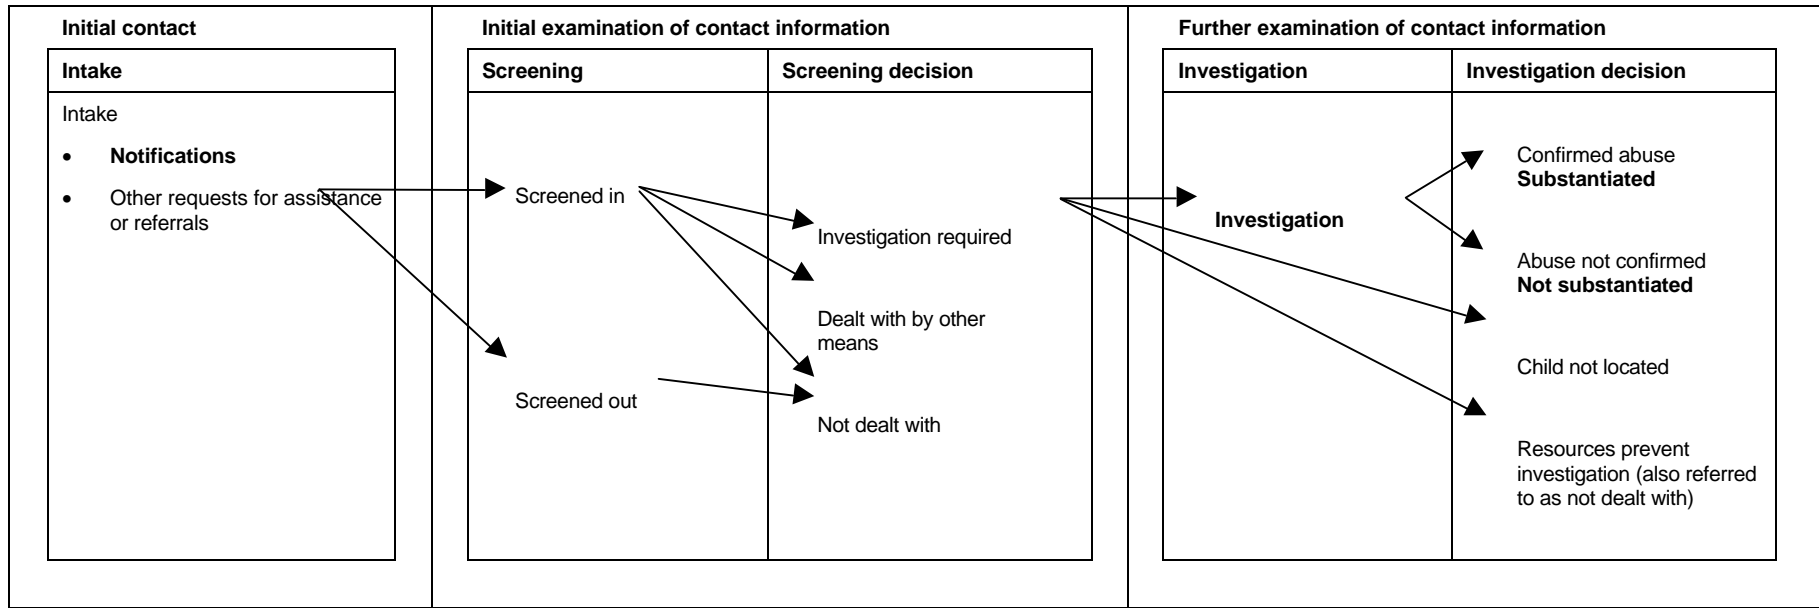 Initial contact
Intake
Intake
• Notifications
• Other requests for assistance
or referrals
Initial examination of contact information
Screening
Screening decision
Screened in
Screened out
Investigation required
Dealt with by other
means
Not dealt with
Further examination of contact information
Investigation
Investigation decision
Investigation
Confirmed abuse
Substantiated
Abuse not confirmed
Not substantiated
Child not located
Resources prevent
investigation (also referred
to as not dealt with)